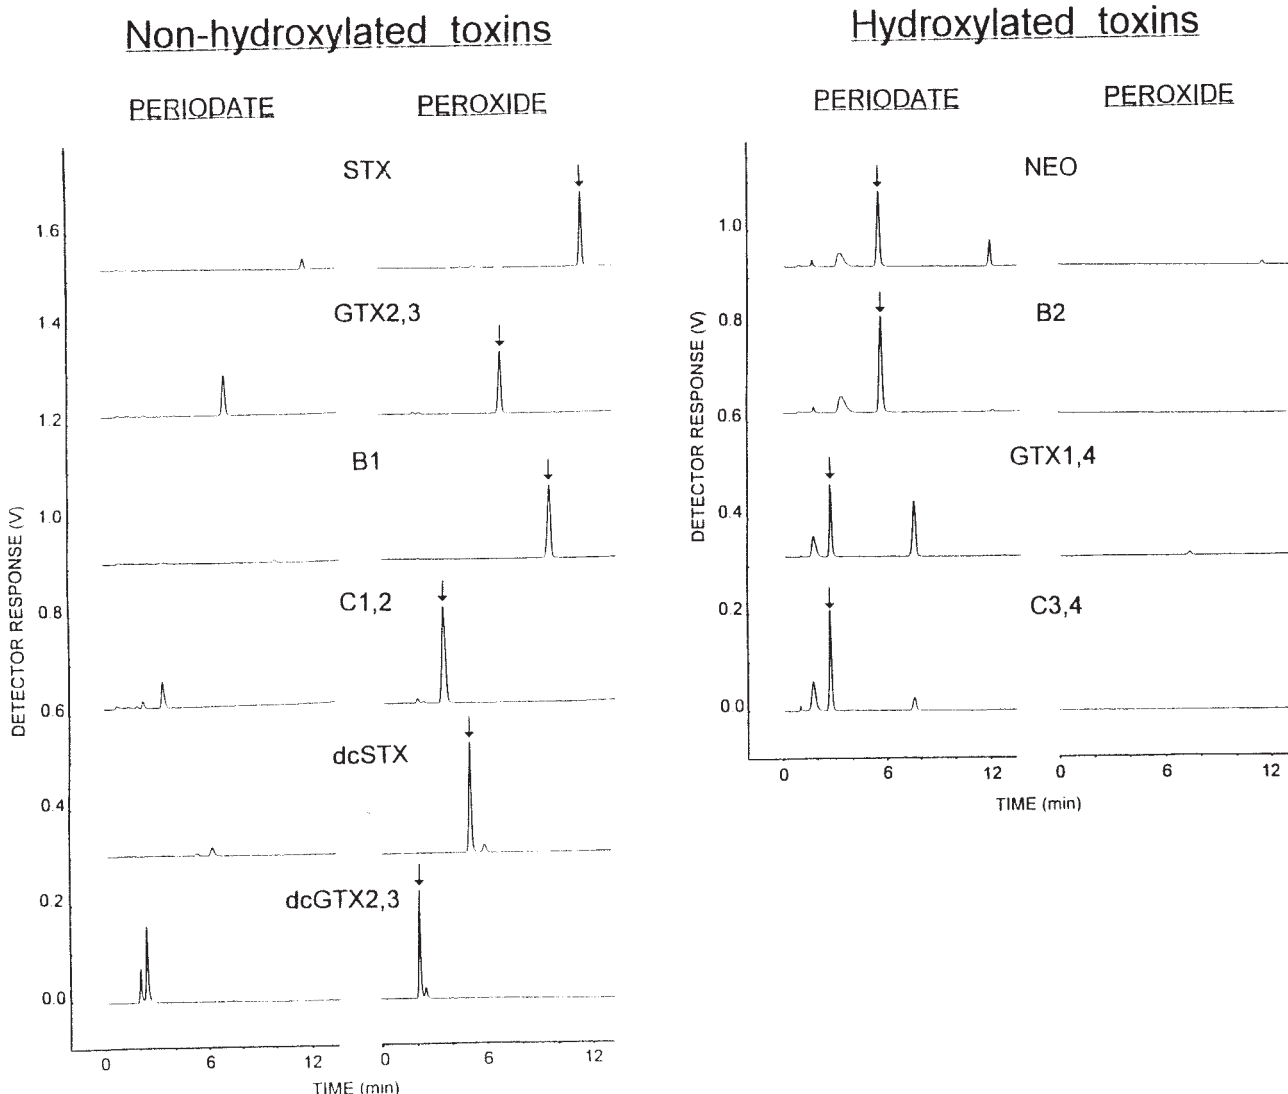 Non-hydroxylated toxins
PERIODATE
PEROXIDE
STX
GTX2,3
B1
C1,2
dcSTX
dcGTX2,3
DETECTOR RESPONSE (V)
1.6
1.4
1.2
1.0
0.8
0.6
0.4
0.2
0.0
0
6
12
0
6
12
TIME (min)
Hydroxylated toxins
PERIODATE
PEROXIDE
NEO
B2
GTX1,4
C3,4
DETECTOR RESPONSE (V)
1.0
0.8
0.6
0.4
0.2
0.0
0
6
12
0
6
12
TIME (min)